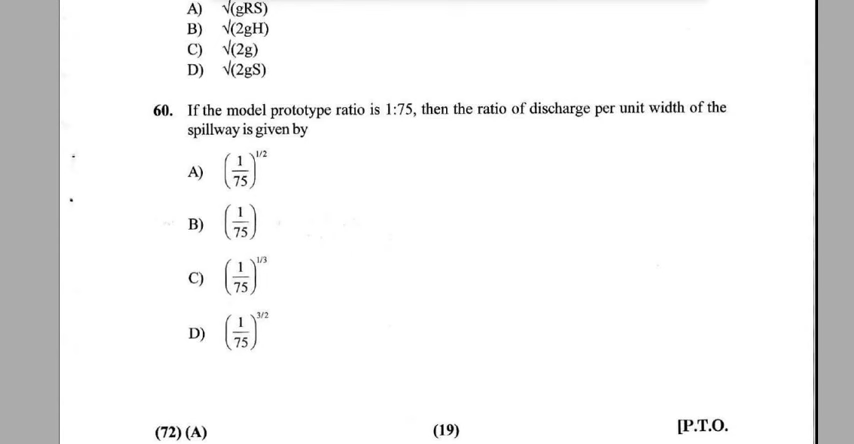 A) √(gRS)
B) √(2gH)
C) √(2g)
D) √(2gS)
60. If the model prototype ratio is 1:75, then the ratio of discharge per unit width of the
spillway is given by
A) (1/75)^1/2
B) (1/75)
C) (1/75)^1/3
D) (1/75)^3/2
(72) (A) (19) [P.T.O.